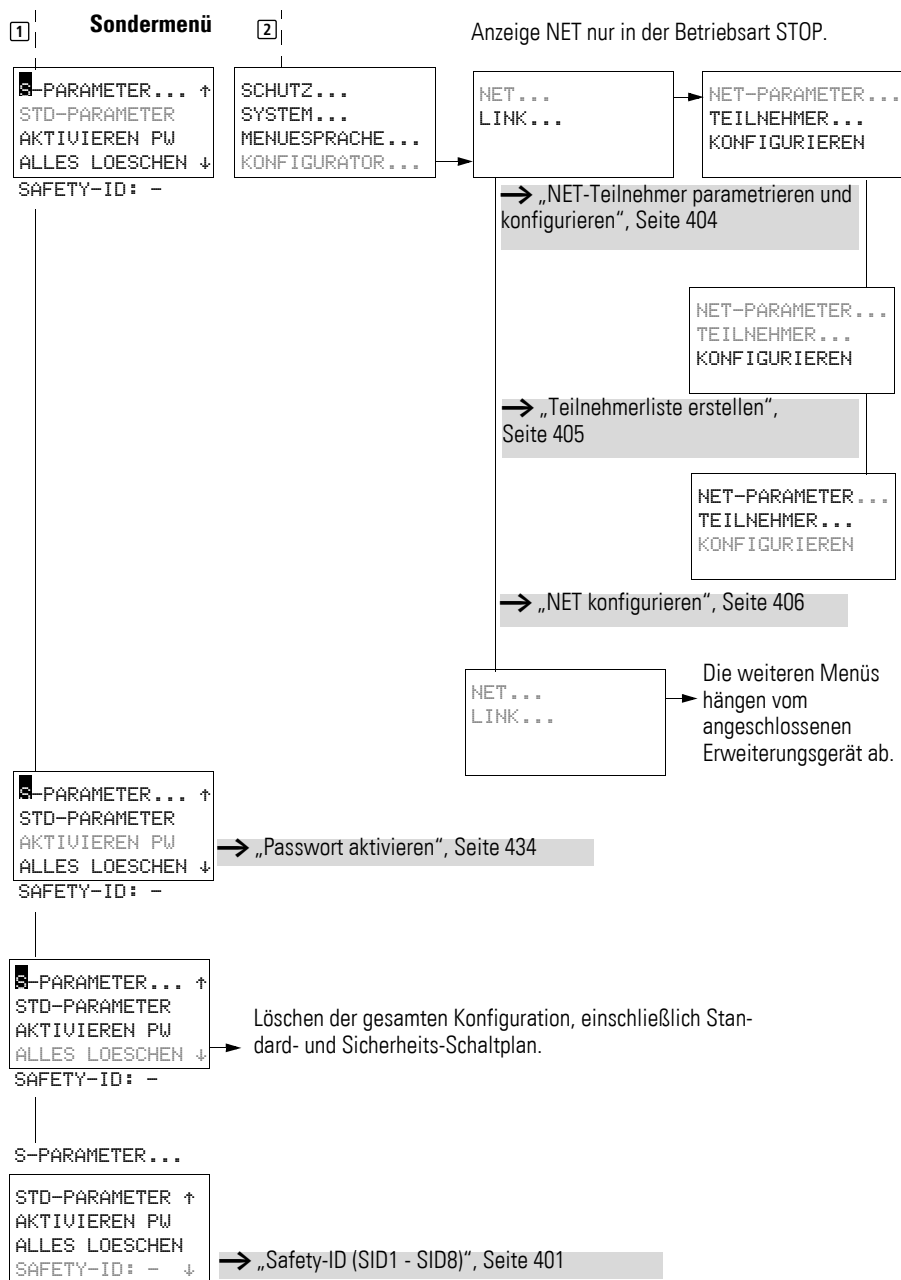 1 Sondermenü 2
Anzeige NET nur in der Betriebsart STOP.
S-PARAMETER... ↑
STD-PARAMETER
AKTIVIEREN PW
ALLES LOESCHEN ↓
SAFETY-ID: -
SCHUTZ...
SYSTEM...
MENUESPRACHE...
KONFIGURATOR...
NET...
LINK...
NET-PARAMETER...
TEILNEHMER...
KONFIGURIEREN
→ „NET-Teilnehmer parametrieren und
konfigurieren“, Seite 404
NET-PARAMETER...
TEILNEHMER...
KONFIGURIEREN
→ „Teilnehmerliste erstellen“,
Seite 405
NET-PARAMETER...
TEILNEHMER...
KONFIGURIEREN
→ „NET konfigurieren“, Seite 406
NET...
LINK...
Die weiteren Menüs
hängen vom
angeschlossenen
Erweiterungsgerät ab.
S-PARAMETER... ↑
STD-PARAMETER
AKTIVIEREN PW
ALLES LOESCHEN ↓
SAFETY-ID: -
→ „Passwort aktivieren“, Seite 434
S-PARAMETER... ↑
STD-PARAMETER
AKTIVIEREN PW
ALLES LOESCHEN ↓
SAFETY-ID: -
Löschen der gesamten Konfiguration, einschließlich Stan-
dard- und Sicherheits-Schaltplan.
S-PARAMETER...
STD-PARAMETER ↑
AKTIVIEREN PW
ALLES LOESCHEN
SAFETY-ID: - ↓
→ „Safety-ID (SID1 - SID8)“, Seite 401